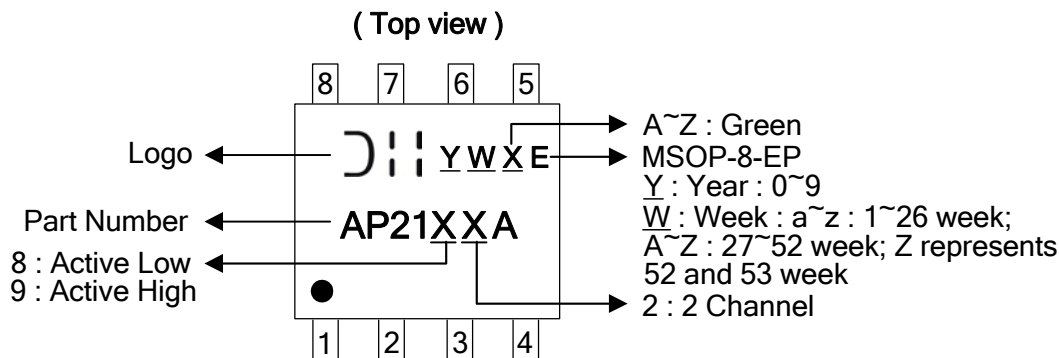 ( Top view )
8 7 6 5
Logo
Y W X E
A~Z : Green
MSOP-8-EP
Y : Year : 0~9
W : Week : a~z : 1~26 week;
A~Z : 27~52 week; Z represents
52 and 53 week
Part Number
AP21XXA
8 : Active Low
9 : Active High
2 : 2 Channel
1 2 3 4